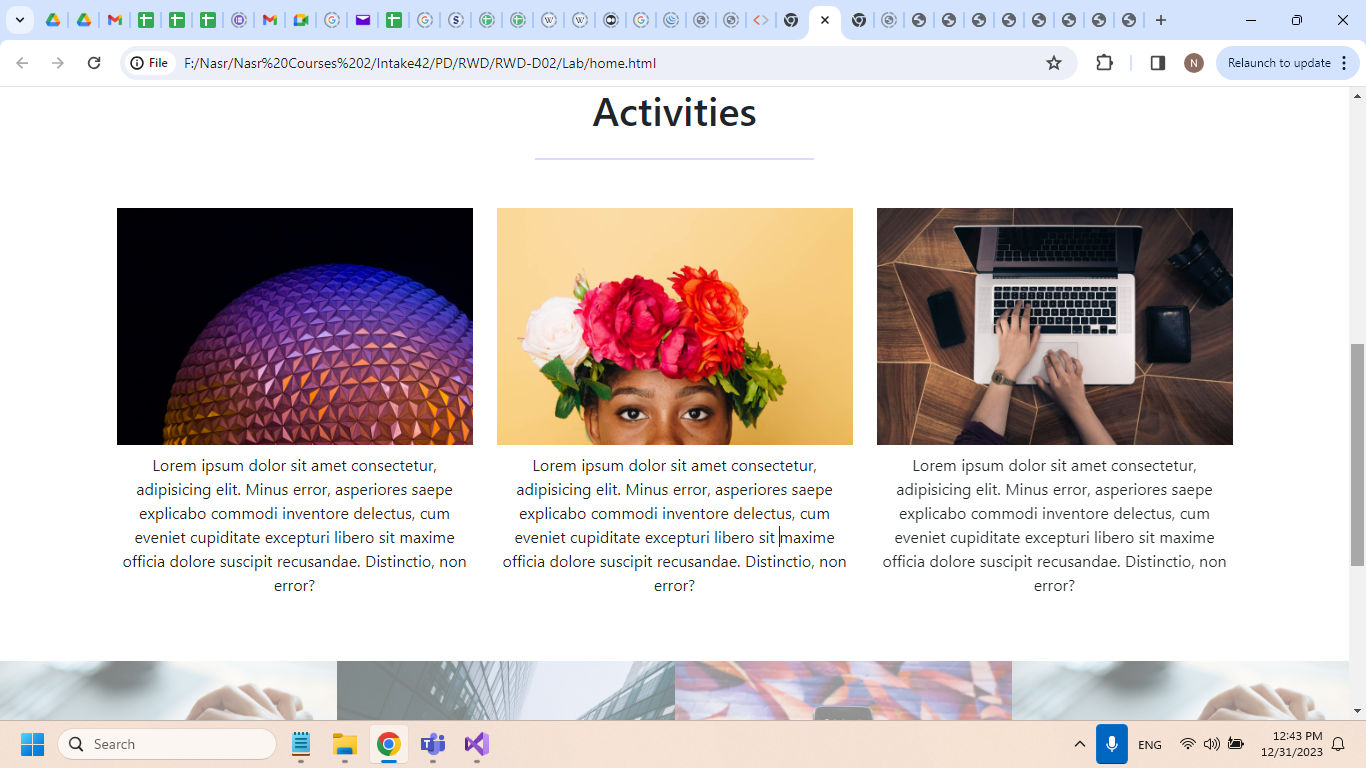 File
F:/Nasr/Nasr%20Courses%202/Intake42/PD/RWD/RWD-D02/Lab/home.html
N
Relaunch to update
Activities
Lorem ipsum dolor sit amet consectetur,
adipisicing elit. Minus error, asperiores saepe
explicabo commodi inventore delectus, cum
eveniet cupiditate excepturi libero sit maxime
officia dolore suscipit recusandae. Distinctio, non
error?
Lorem ipsum dolor sit amet consectetur,
adipisicing elit. Minus error, asperiores saepe
explicabo commodi inventore delectus, cum
eveniet cupiditate excepturi libero sit maxime
officia dolore suscipit recusandae. Distinctio, non
error?
Lorem ipsum dolor sit amet consectetur,
adipisicing elit. Minus error, asperiores saepe
explicabo commodi inventore delectus, cum
eveniet cupiditate excepturi libero sit maxime
officia dolore suscipit recusandae. Distinctio, non
error?
Search
ENG
12:43 PM
12/31/2023